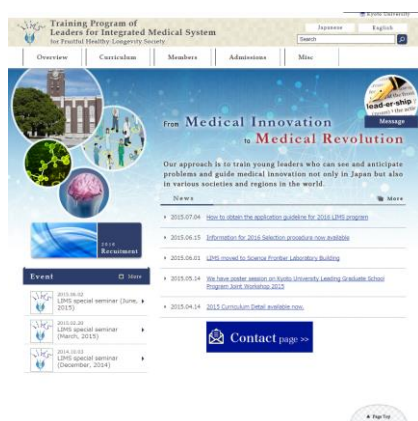 Kyoto University
Training Program of
Leaders for Integrated Medical System
for Fruitful Healthy-Longevity Society
Japanese
English
Search
Overview
Curriculum
Members
Admissions
Misc
lead·er·ship
Message
From Medical Innovation
to Medical Revolution
Our approach is to train young leaders who can see and anticipate
problems and guide medical innovation not only in Japan but also
in various societies and regions in the world.
News
More
2015.07.04 How to obtain the application guideline for 2016 LIMS program
2015.06.15 Information for 2016 Selection procedure now available
2015.06.03 LIMS moved to Science Frontier Laboratory Building
2015.05.14 We have poster session on Kyoto University Leading Graduate School
Program Joint Workshop 2015
2015.04.14 2015 Curriculum Detail available now.
2016
Recruitment
Event
More
2015.06.02
LIMS special seminar (June,
2015)
LIMS special seminar
(March, 2015)
2014.10.03
LIMS special seminar
(December, 2014)
Contact page >>
Page Top